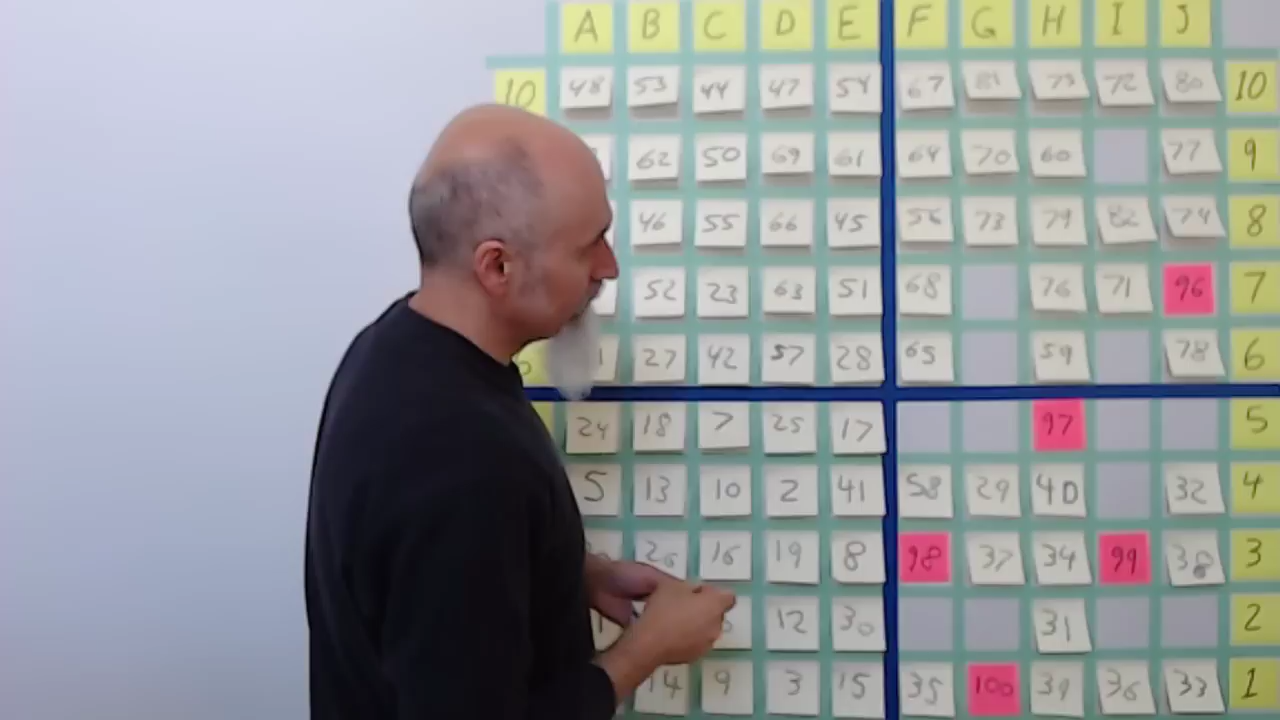 A B C D E F G H I J
10 48 53 44 47 54 67 81 75 72 80 10
62 50 69 61 64 70 60 77 9
46 55 66 45 56 73 79 82 74 8
52 23 63 51 68 76 71 96 7
27 42 57 28 65 59 78 6
24 18 7 25 17 97 5
5 13 10 2 41 58 29 40 32 4
26 16 19 8 98 37 34 99 38 3
12 30 31 2
14 9 3 15 35 100 39 36 33 1